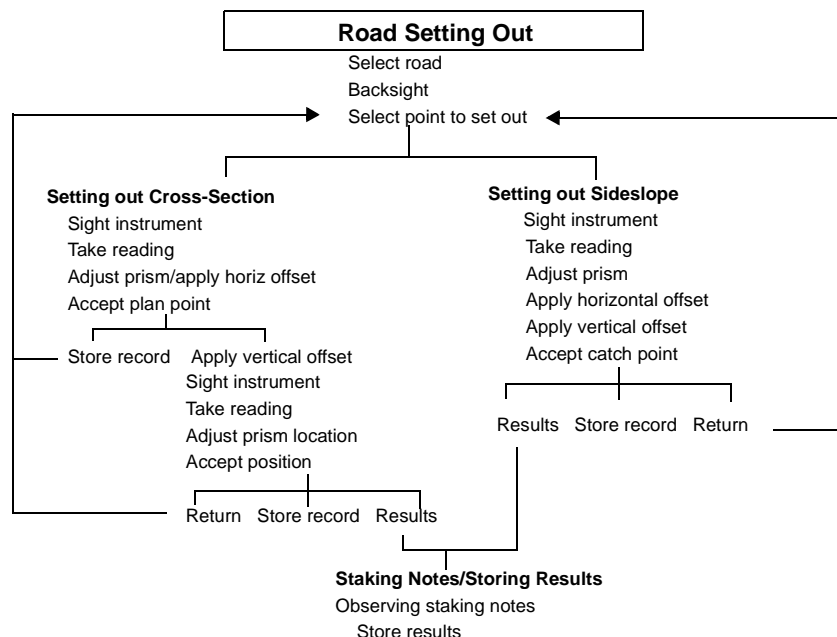 Road Setting Out
Select road
Backsight
Select point to set out
Setting out Cross-Section
Sight instrument
Take reading
Adjust prism/apply horiz offset
Accept plan point
Store record
Apply vertical offset
Sight instrument
Take reading
Adjust prism location
Accept position
Return
Store record
Results
Setting out Sideslope
Sight instrument
Take reading
Adjust prism
Apply horizontal offset
Apply vertical offset
Accept catch point
Results
Store record
Return
Staking Notes/Storing Results
Observing staking notes
Store results